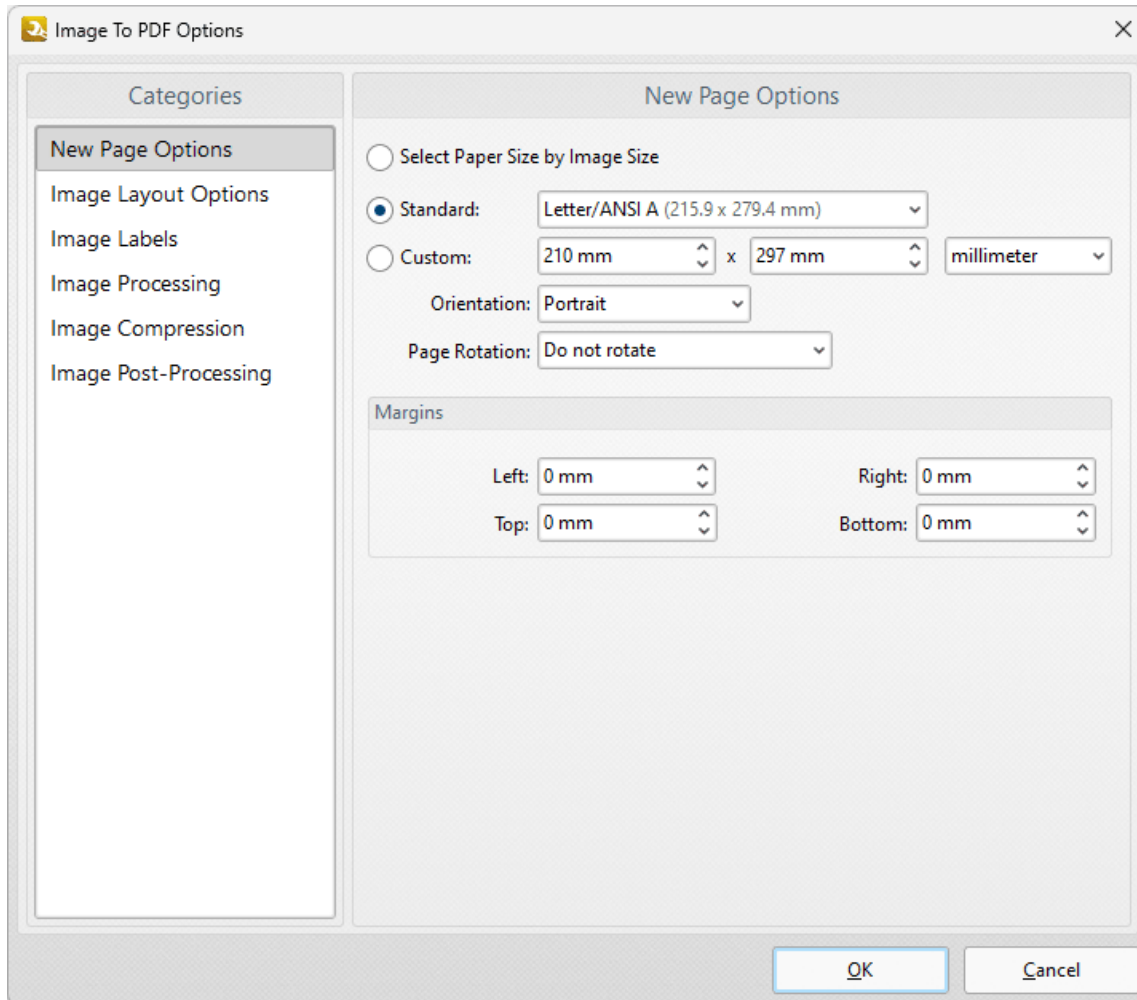 Image To PDF Options
Categories
New Page Options
Image Layout Options
Image Labels
Image Processing
Image Compression
Image Post-Processing
New Page Options
Select Paper Size by Image Size
Standard: Letter/ANSI A (215.9 x 279.4 mm)
Custom: 210 mm x 297 mm millimeter
Orientation: Portrait
Page Rotation: Do not rotate
Margins
Left: 0 mm Right: 0 mm
Top: 0 mm Bottom: 0 mm
OK Cancel